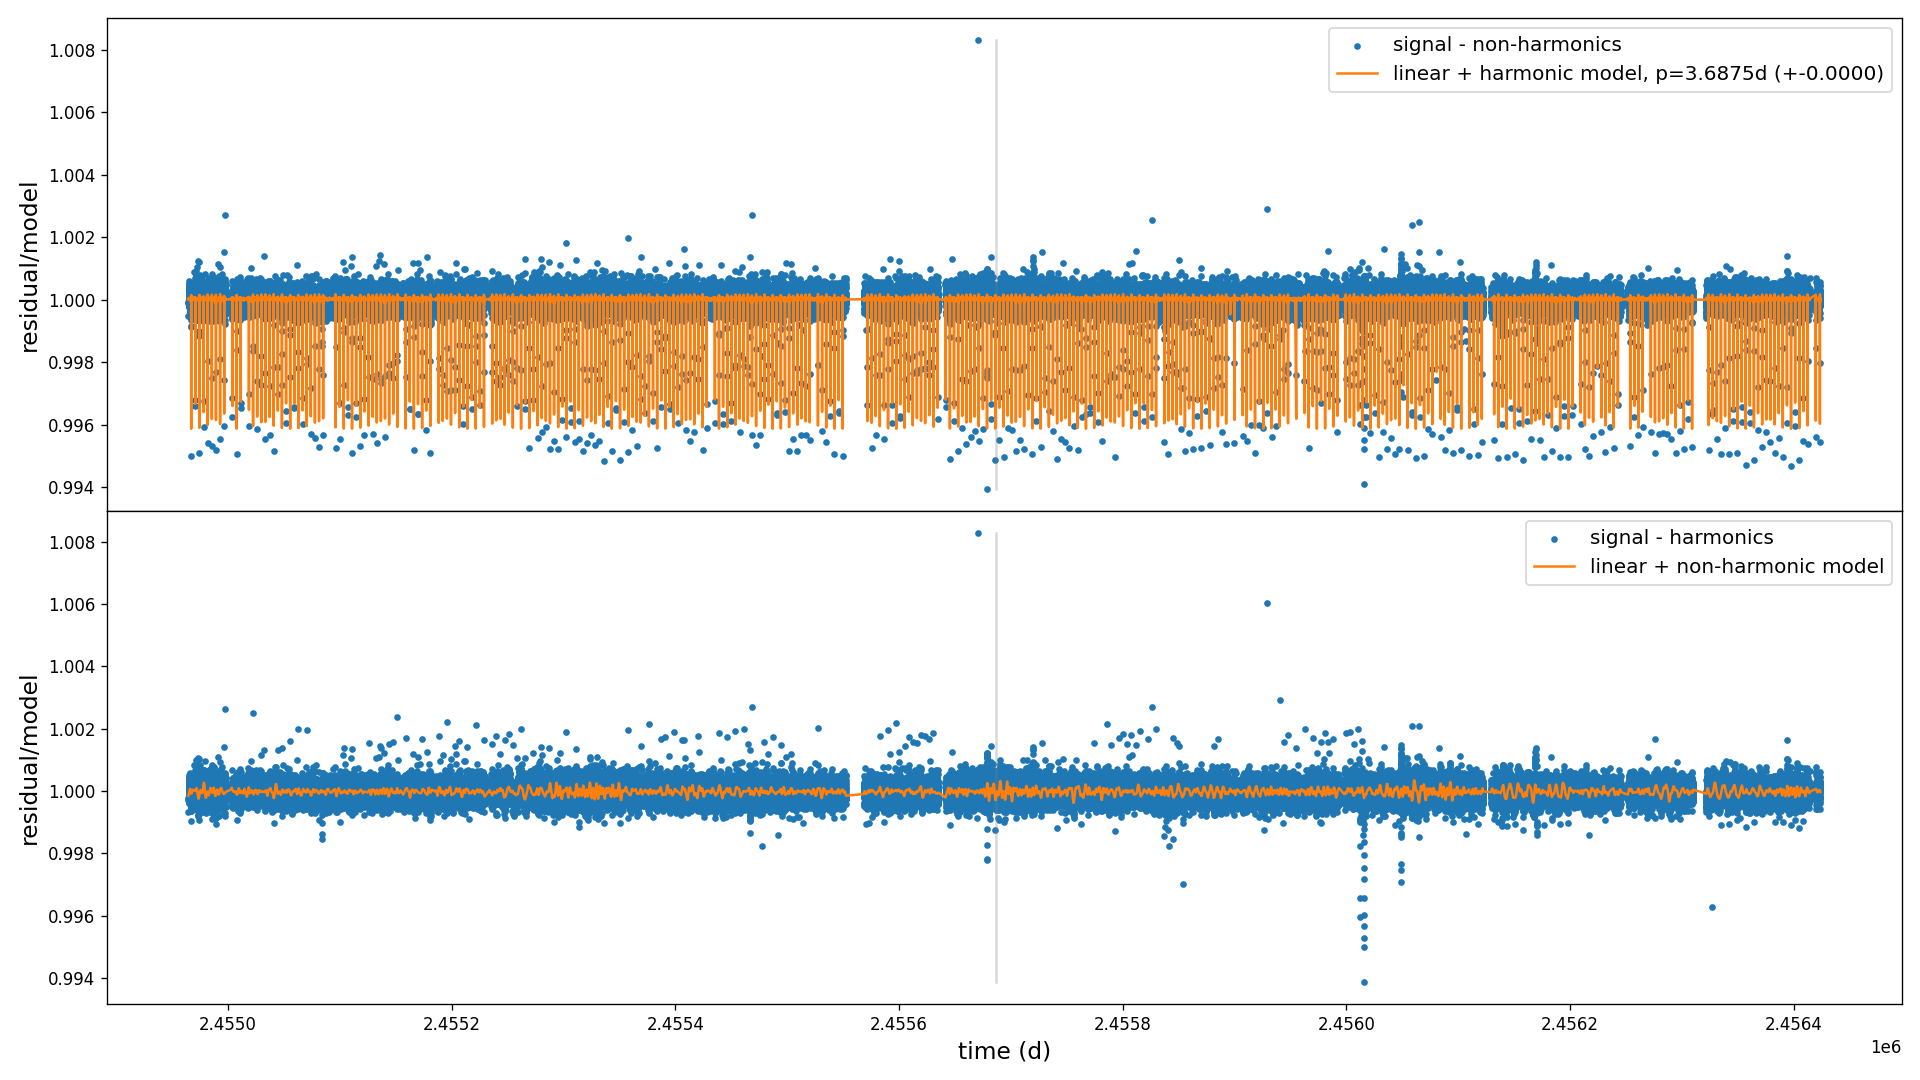 signal - non-harmonics
linear + harmonic model, p=3.6875d (+-0.0000)
1.008
1.006
1.004
1.002
1.000
0.998
0.996
0.994
residual/model
signal - harmonics
linear + non-harmonic model
1.008
1.006
1.004
1.002
1.000
0.998
0.996
0.994
residual/model
2.4550 2.4552 2.4554 2.4556 2.4558 2.4560 2.4562 2.4564
1e6
time (d)